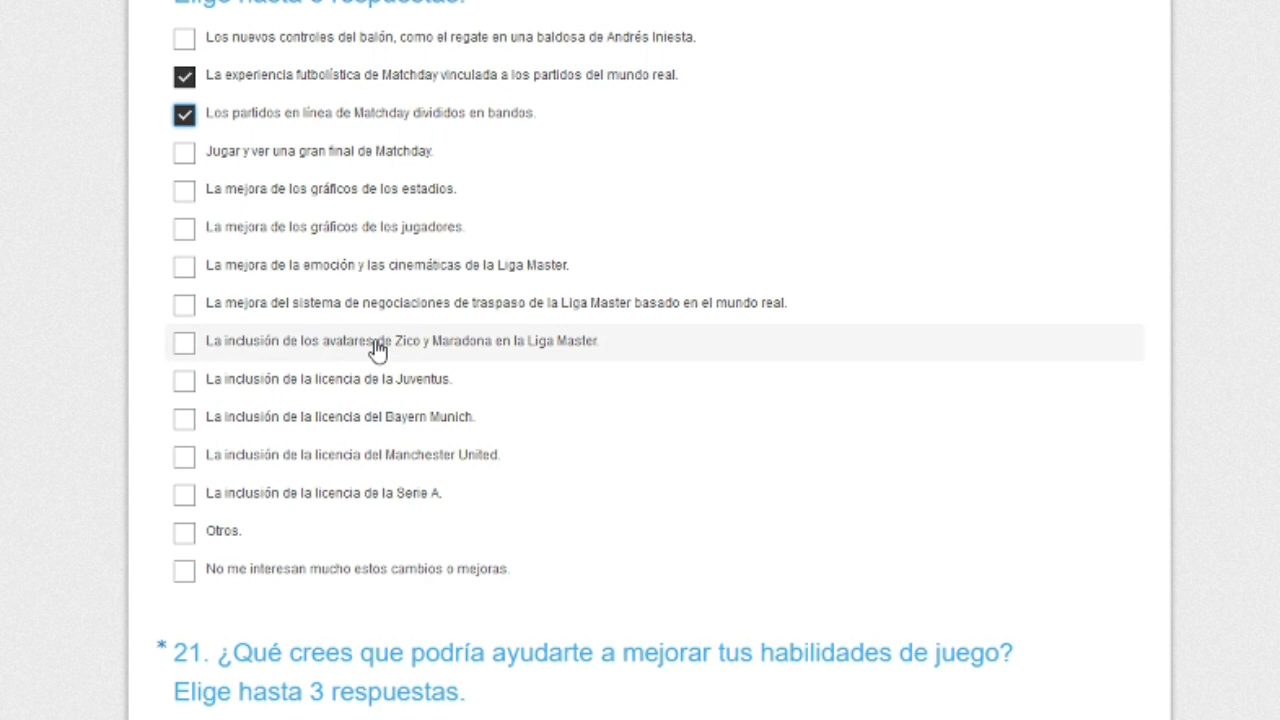 Elige hasta 3 respuestas.
Los nuevos controles del balón, como el regate en una baldosa de Andrés Iniesta.
La experiencia futbolística de Matchday vinculada a los partidos del mundo real.
Los partidos en línea de Matchday divididos en bandos.
Jugar y ver una gran final de Matchday.
La mejora de los gráficos de los estadios.
La mejora de los gráficos de los jugadores.
La mejora de la emoción y las cinemáticas de la Liga Master.
La mejora del sistema de negociaciones de traspaso de la Liga Master basado en el mundo real.
La inclusión de los avatares de Zico y Maradona en la Liga Master.
La inclusión de la licencia de la Juventus.
La inclusión de la licencia del Bayern Munich.
La inclusión de la licencia del Manchester United.
La inclusión de la licencia de la Serie A.
Otros.
No me interesan mucho estos cambios o mejoras.
* 21. ¿Qué crees que podría ayudarte a mejorar tus habilidades de juego?
Elige hasta 3 respuestas.